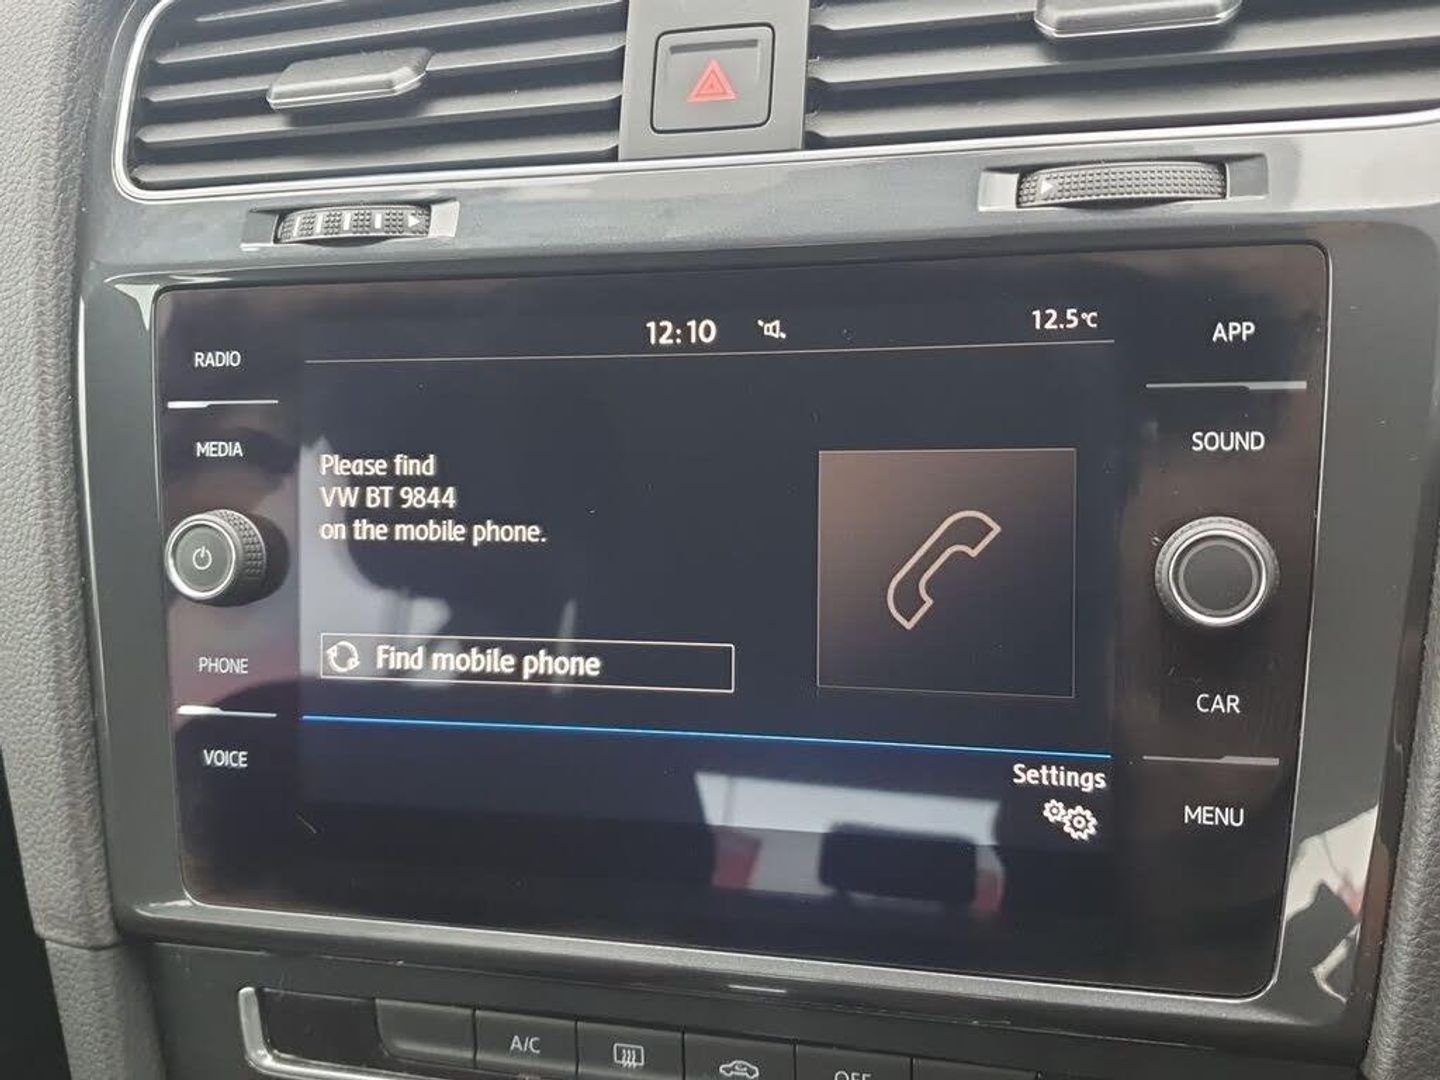 12:10
12.5°C
RADIO
MEDIA
PHONE
VOICE
Please find
VW BT 9844
on the mobile phone.
Find mobile phone
Settings
APP
SOUND
CAR
MENU
A/C
OFF